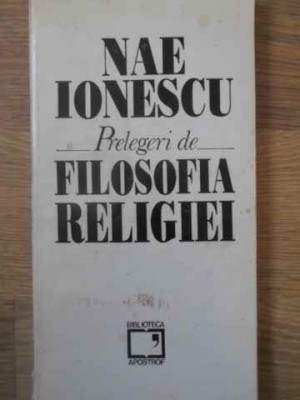 NAE
IONESCU
Prelegeri de
FILOSOFIA
RELIGIEI
BIBLIOTECA
APOSTROF